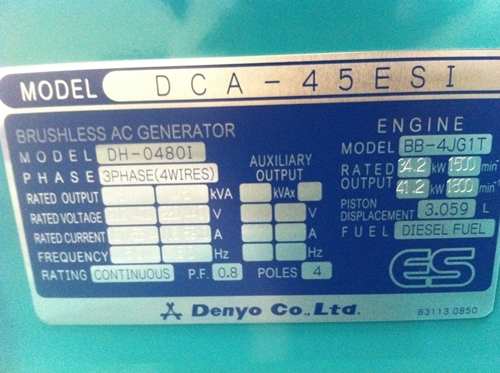 MODEL DCA-45ESI
BRUSHLESS AC GENERATOR
MODEL DH-0480I
PHASE 3PHASE(4WIRES)
RATED OUTPUT kVA
RATED VOLTAGE V
RATED CURRENT A
FREQUENCY Hz
RATING CONTINUOUS P.F. 0.8 POLES 4
AUXILIARY
OUTPUT
kVAx
V
A
Hz
ENGINE
MODEL BB-4JG1T
RATED 34.2 kW 1500 min
OUTPUT 41.2 kW 1800 min
PISTON
DISPLACEMENT 3.059 L
FUEL DIESEL FUEL
ES
Denyo Co., Ltd.
B3113 0850